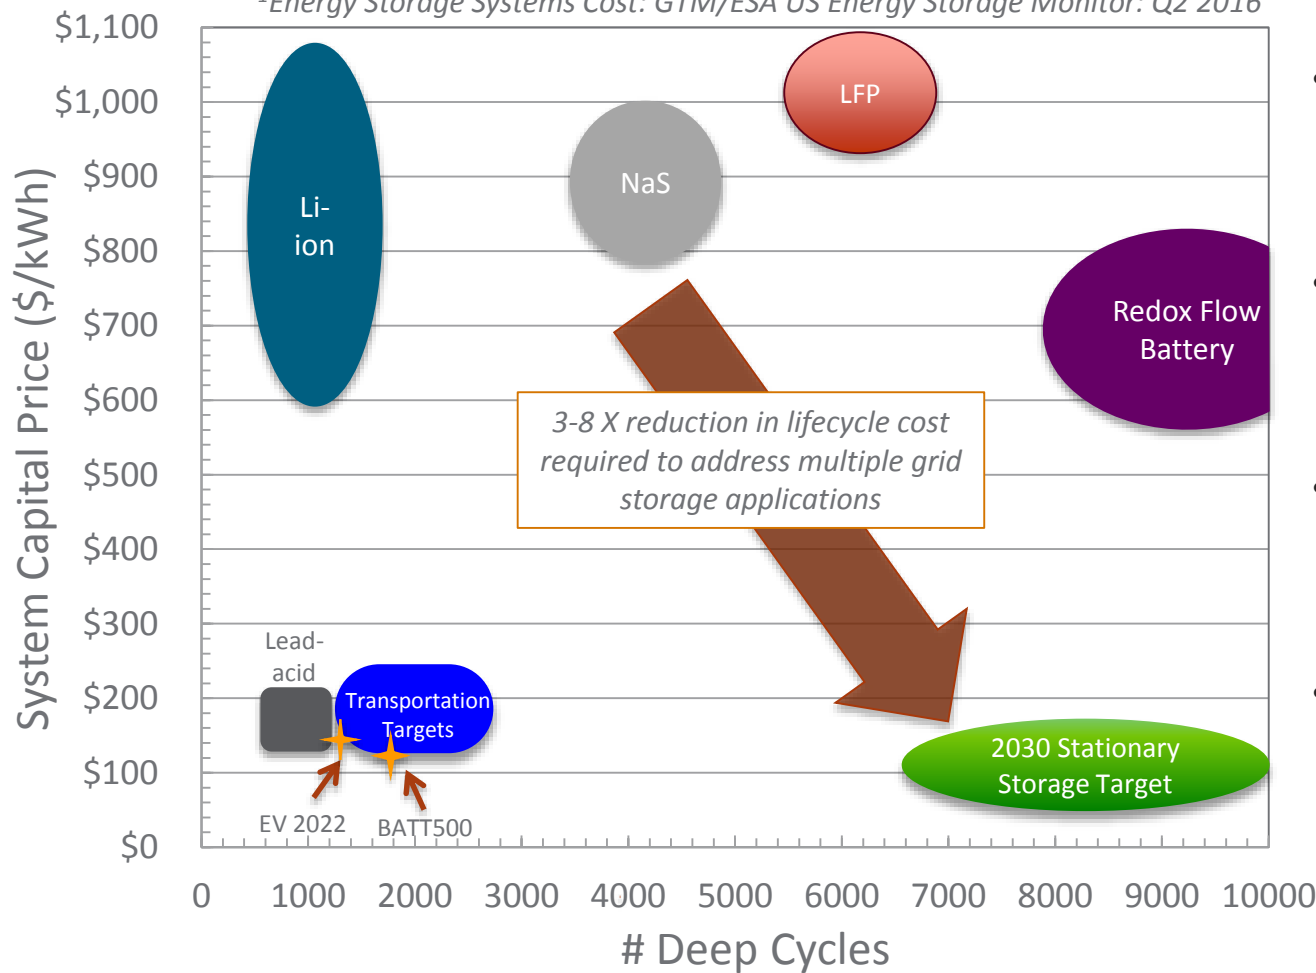 ¹Energy Storage Systems Cost: GTM/ESA US Energy Storage Monitor: Q2 2016
System Capital Price ($/kWh)
$1,100
$1,000
$900
$800
$700
$600
$500
$400
$300
$200
$100
$0
LFP
NaS
Li-
ion
Redox Flow
Battery
3-8 X reduction in lifecycle cost
required to address multiple grid
storage applications
Lead-
acid
Transportation
Targets
2030 Stationary
Storage Target
EV 2022
BATT500
0 1000 2000 3000 4000 5000 6000 7000 8000 9000 10000
# Deep Cycles